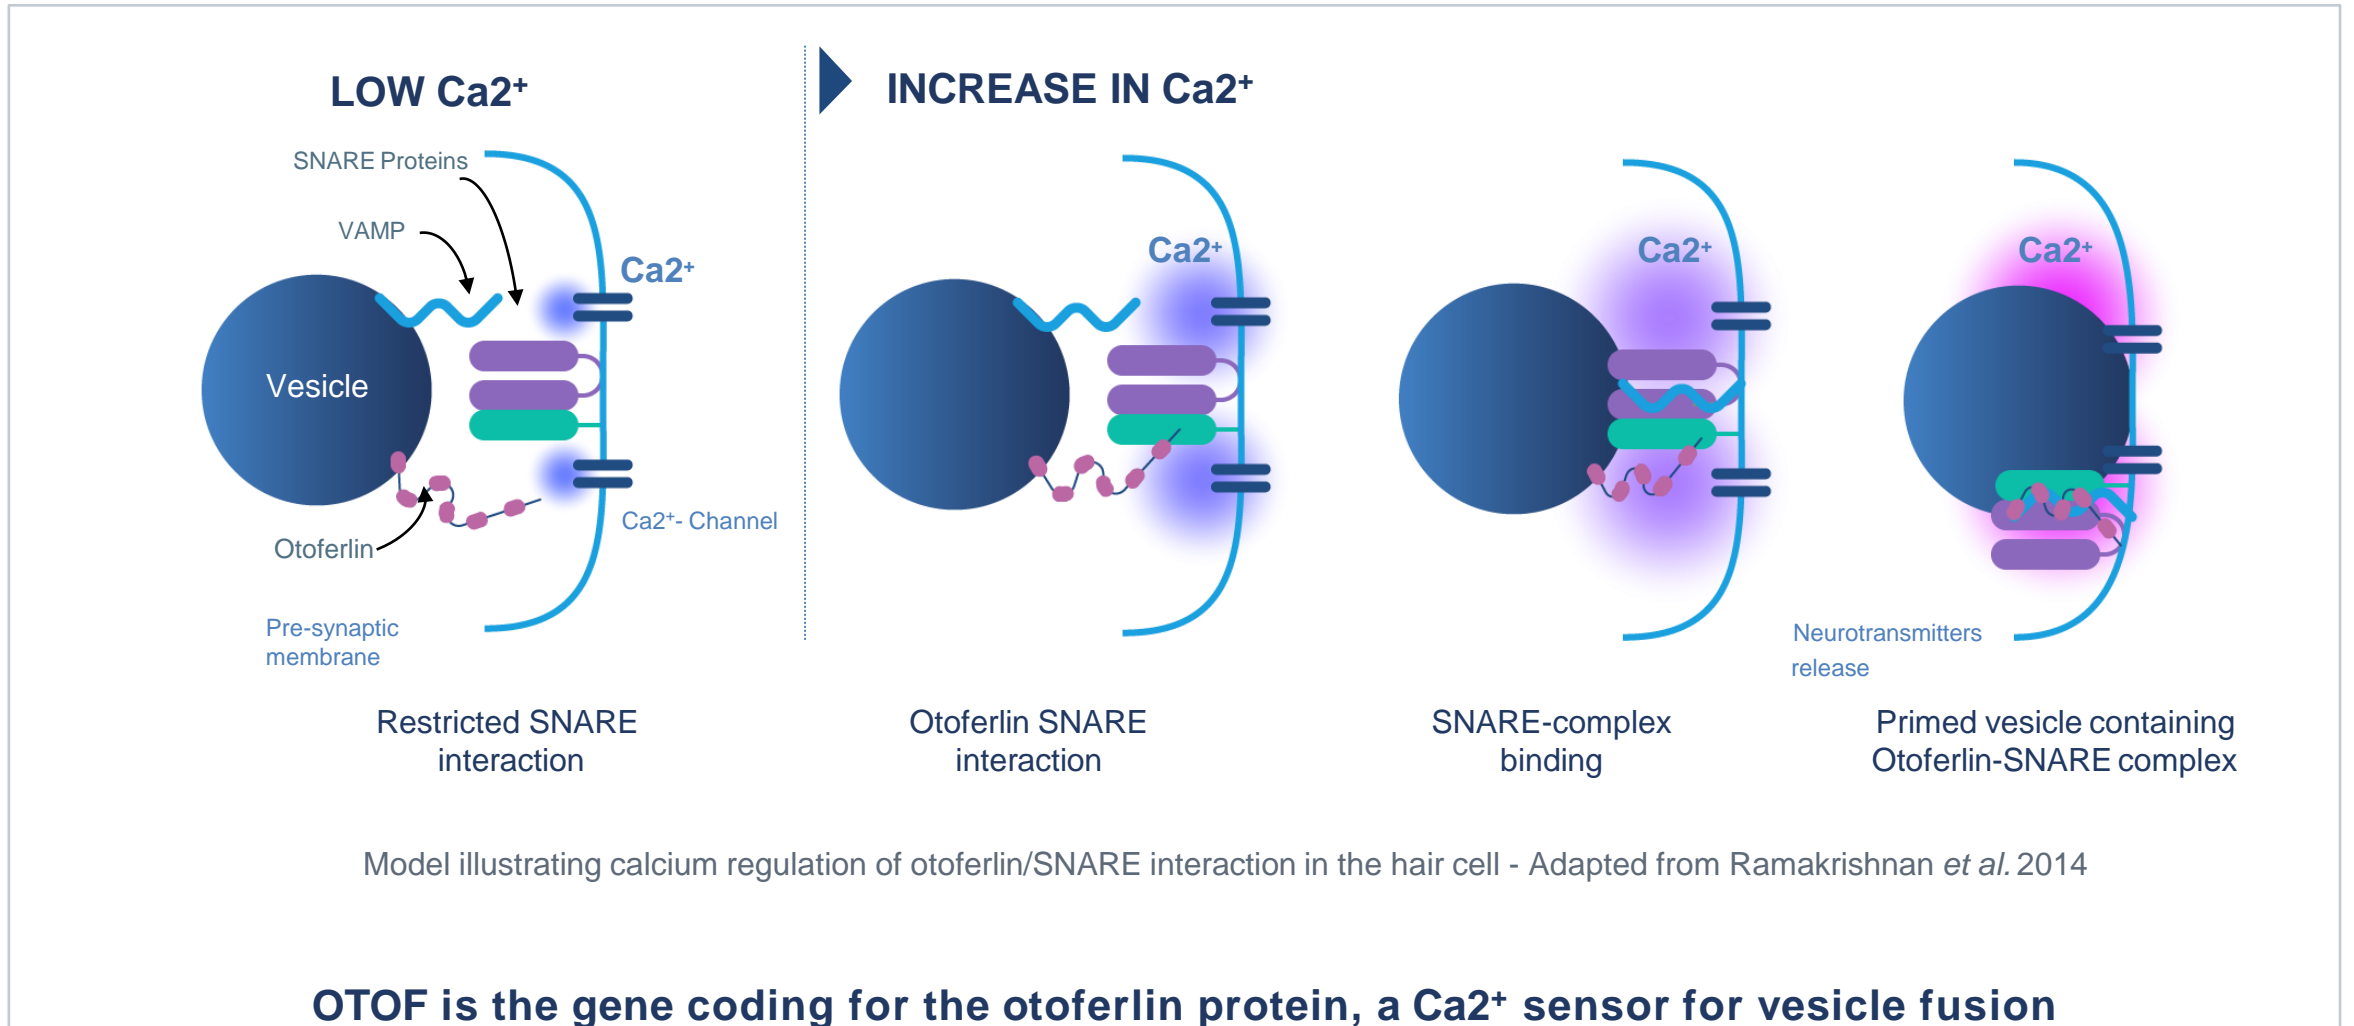 LOW Ca2⁺
INCREASE IN Ca2⁺
SNARE Proteins
VAMP
Ca2⁺
Vesicle
Otoferlin
Ca2⁺- Channel
Pre-synaptic
membrane
Ca2⁺
Ca2⁺
Ca2⁺
Neurotransmitters
release
Restricted SNARE
interaction
Otoferlin SNARE
interaction
SNARE-complex
binding
Primed vesicle containing
Otoferlin-SNARE complex
Model illustrating calcium regulation of otoferlin/SNARE interaction in the hair cell - Adapted from Ramakrishnan et al. 2014
OTOF is the gene coding for the otoferlin protein, a Ca2⁺ sensor for vesicle fusion